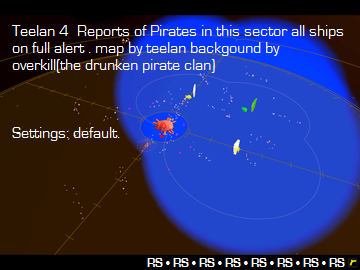 Teelan 4  Reports of Pirates in this sector all ships
on full alert . map by teelan backgound by
overkill(the drunken pirate clan)
Settings; default.
RS • RS • RS • RS • RS • RS • RS • RS r